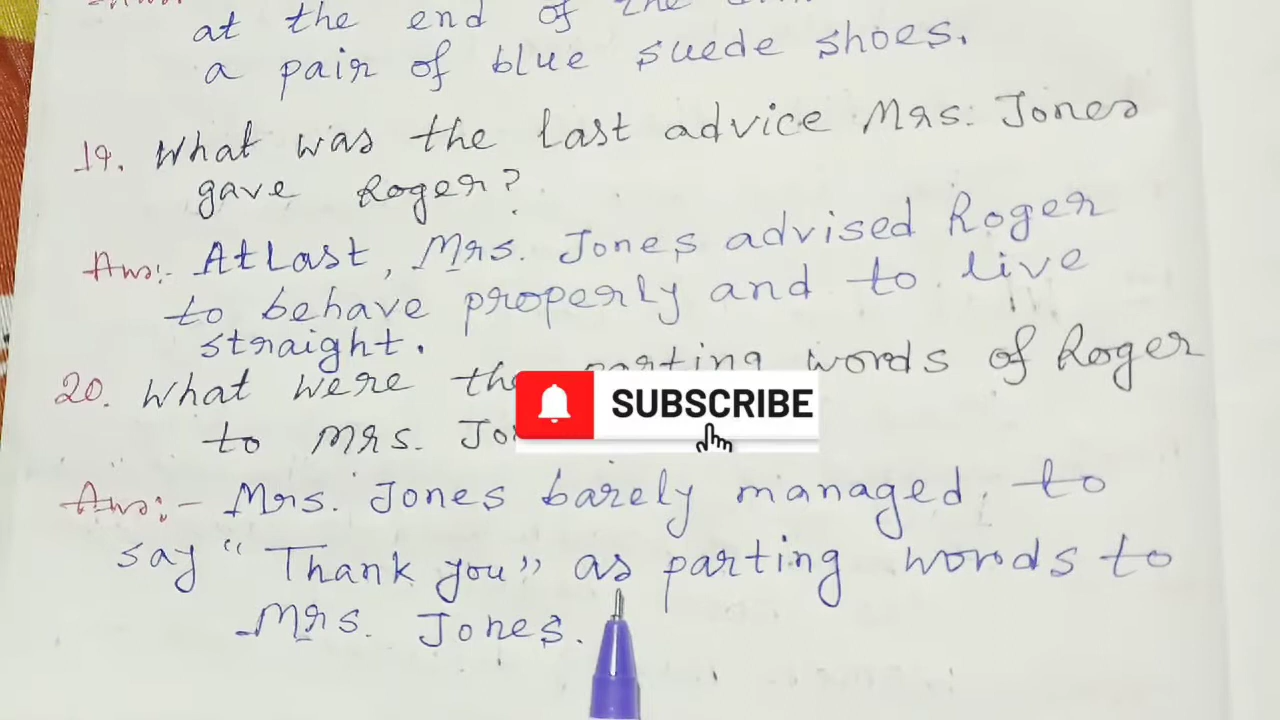 at the end of the
a pair of blue suede shoes.
19. What was the last advice Mrs. Jones
gave Roger?
Ans:- At Last, Mrs. Jones advised Roger
to behave properly and to live
straight.
20. What were the parting words of Roger
SUBSCRIBE
to Mrs.
Ans:- Mrs. Jones barely managed to
say "Thank you" as parting words to
Mrs. Jones.